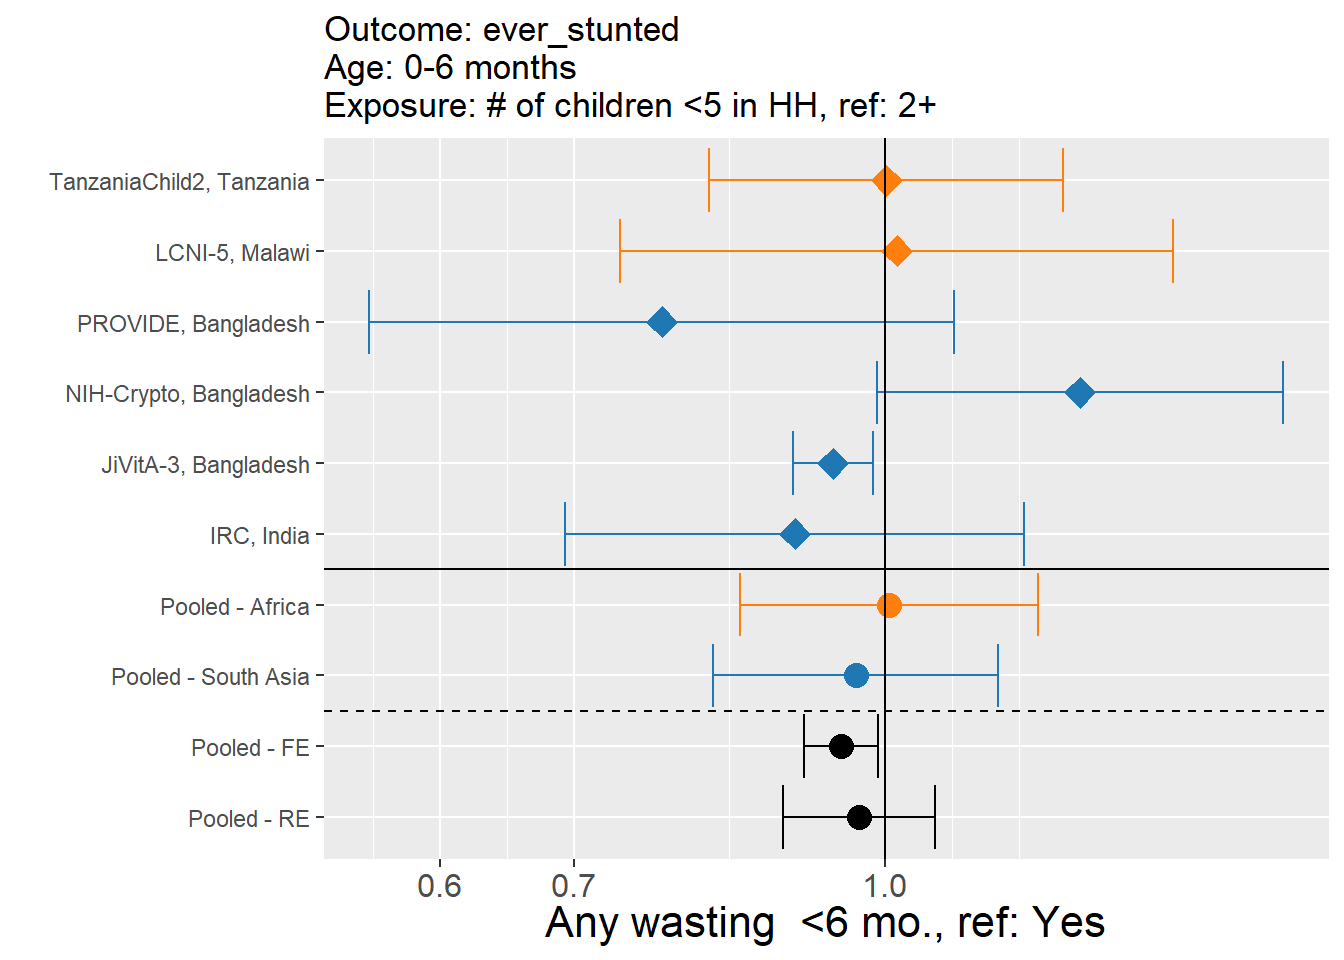 Outcome: ever_stunted
Age: 0-6 months
Exposure: # of children <5 in HH, ref: 2+
TanzaniaChild2, Tanzania
LCNI-5, Malawi
PROVIDE, Bangladesh
NIH-Crypto, Bangladesh
JiVitA-3, Bangladesh
IRC, India
Pooled - Africa
Pooled - South Asia
Pooled - FE
Pooled - RE
0.6 0.7 1.0
Any wasting  <6 mo., ref: Yes